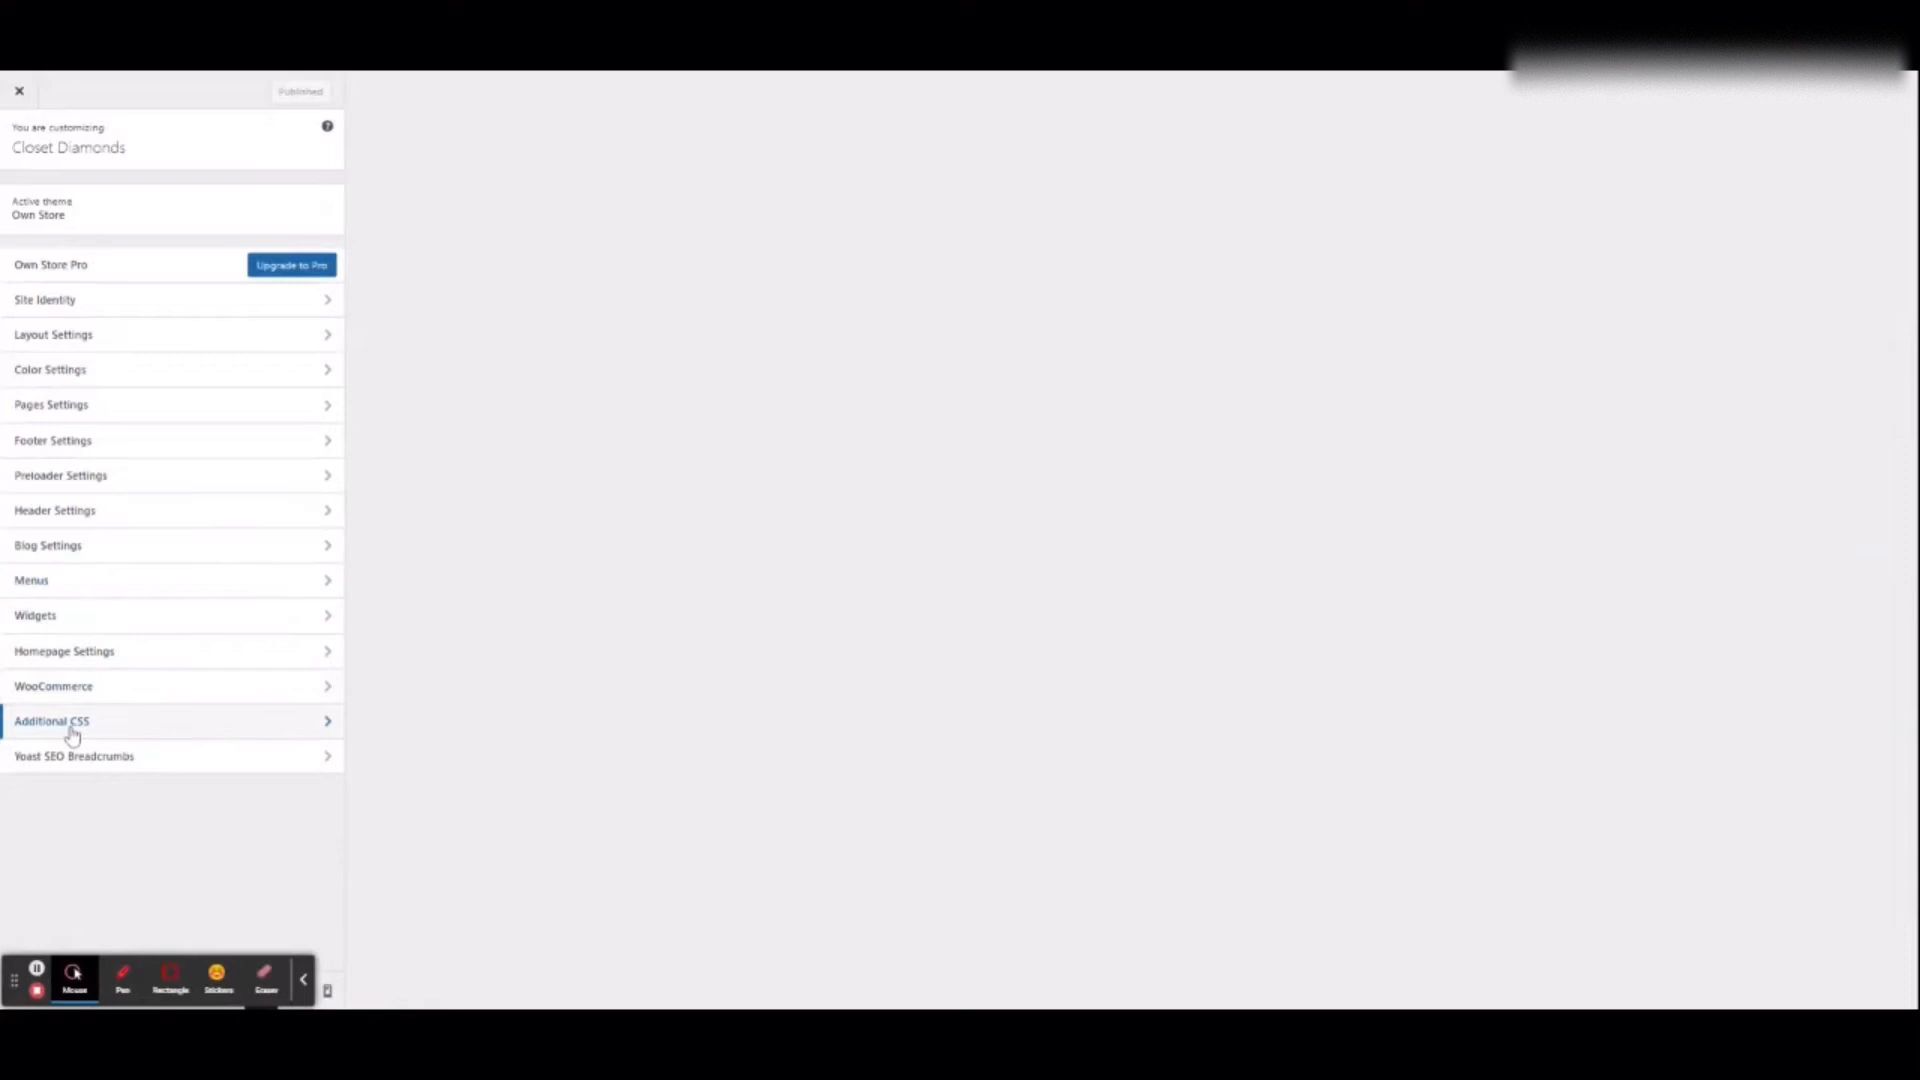 Published
You are customizing
Closet Diamonds
Active theme
Own Store
Own Store Pro
Upgrade to Pro
Site Identity
Layout Settings
Color Settings
Pages Settings
Footer Settings
Preloader Settings
Header Settings
Blog Settings
Menus
Widgets
Homepage Settings
WooCommerce
Additional CSS
Yoast SEO Breadcrumbs
Mouse Pen Rectangle Stickers Eraser